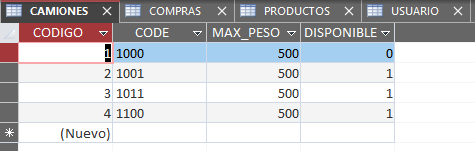 CAMIONES COMPRAS PRODUCTOS USUARIO
CODIGO CODE MAX_PESO DISPONIBLE
1 1000 500 0
2 1001 500 1
3 1011 500 1
4 1100 500 1
(Nuevo)